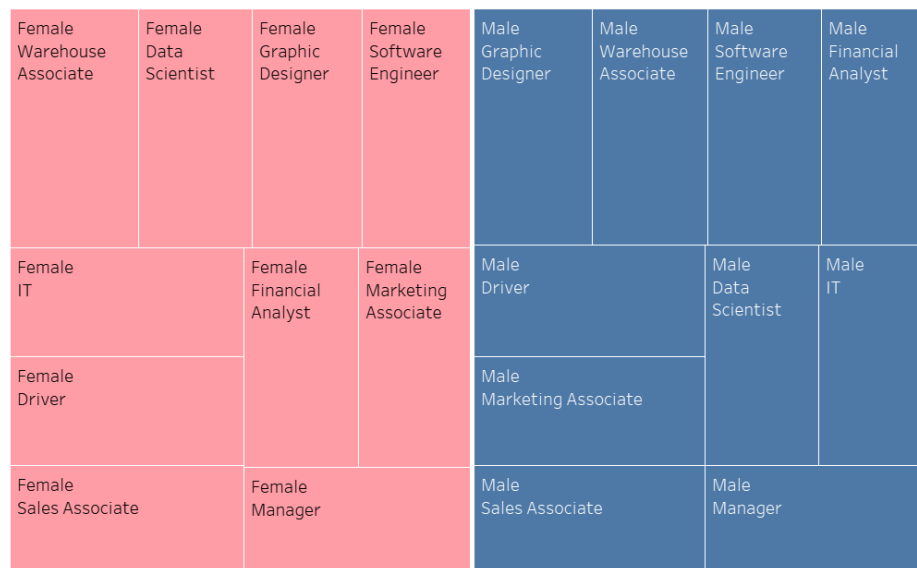 Female
Warehouse
Associate
Female
Data
Scientist
Female
Graphic
Designer
Female
Software
Engineer
Male
Graphic
Designer
Male
Warehouse
Associate
Male
Software
Engineer
Male
Financial
Analyst
Female
IT
Female
Financial
Analyst
Female
Marketing
Associate
Male
Driver
Male
Data
Scientist
Male
IT
Female
Driver
Male
Marketing Associate
Female
Sales Associate
Female
Manager
Male
Sales Associate
Male
Manager